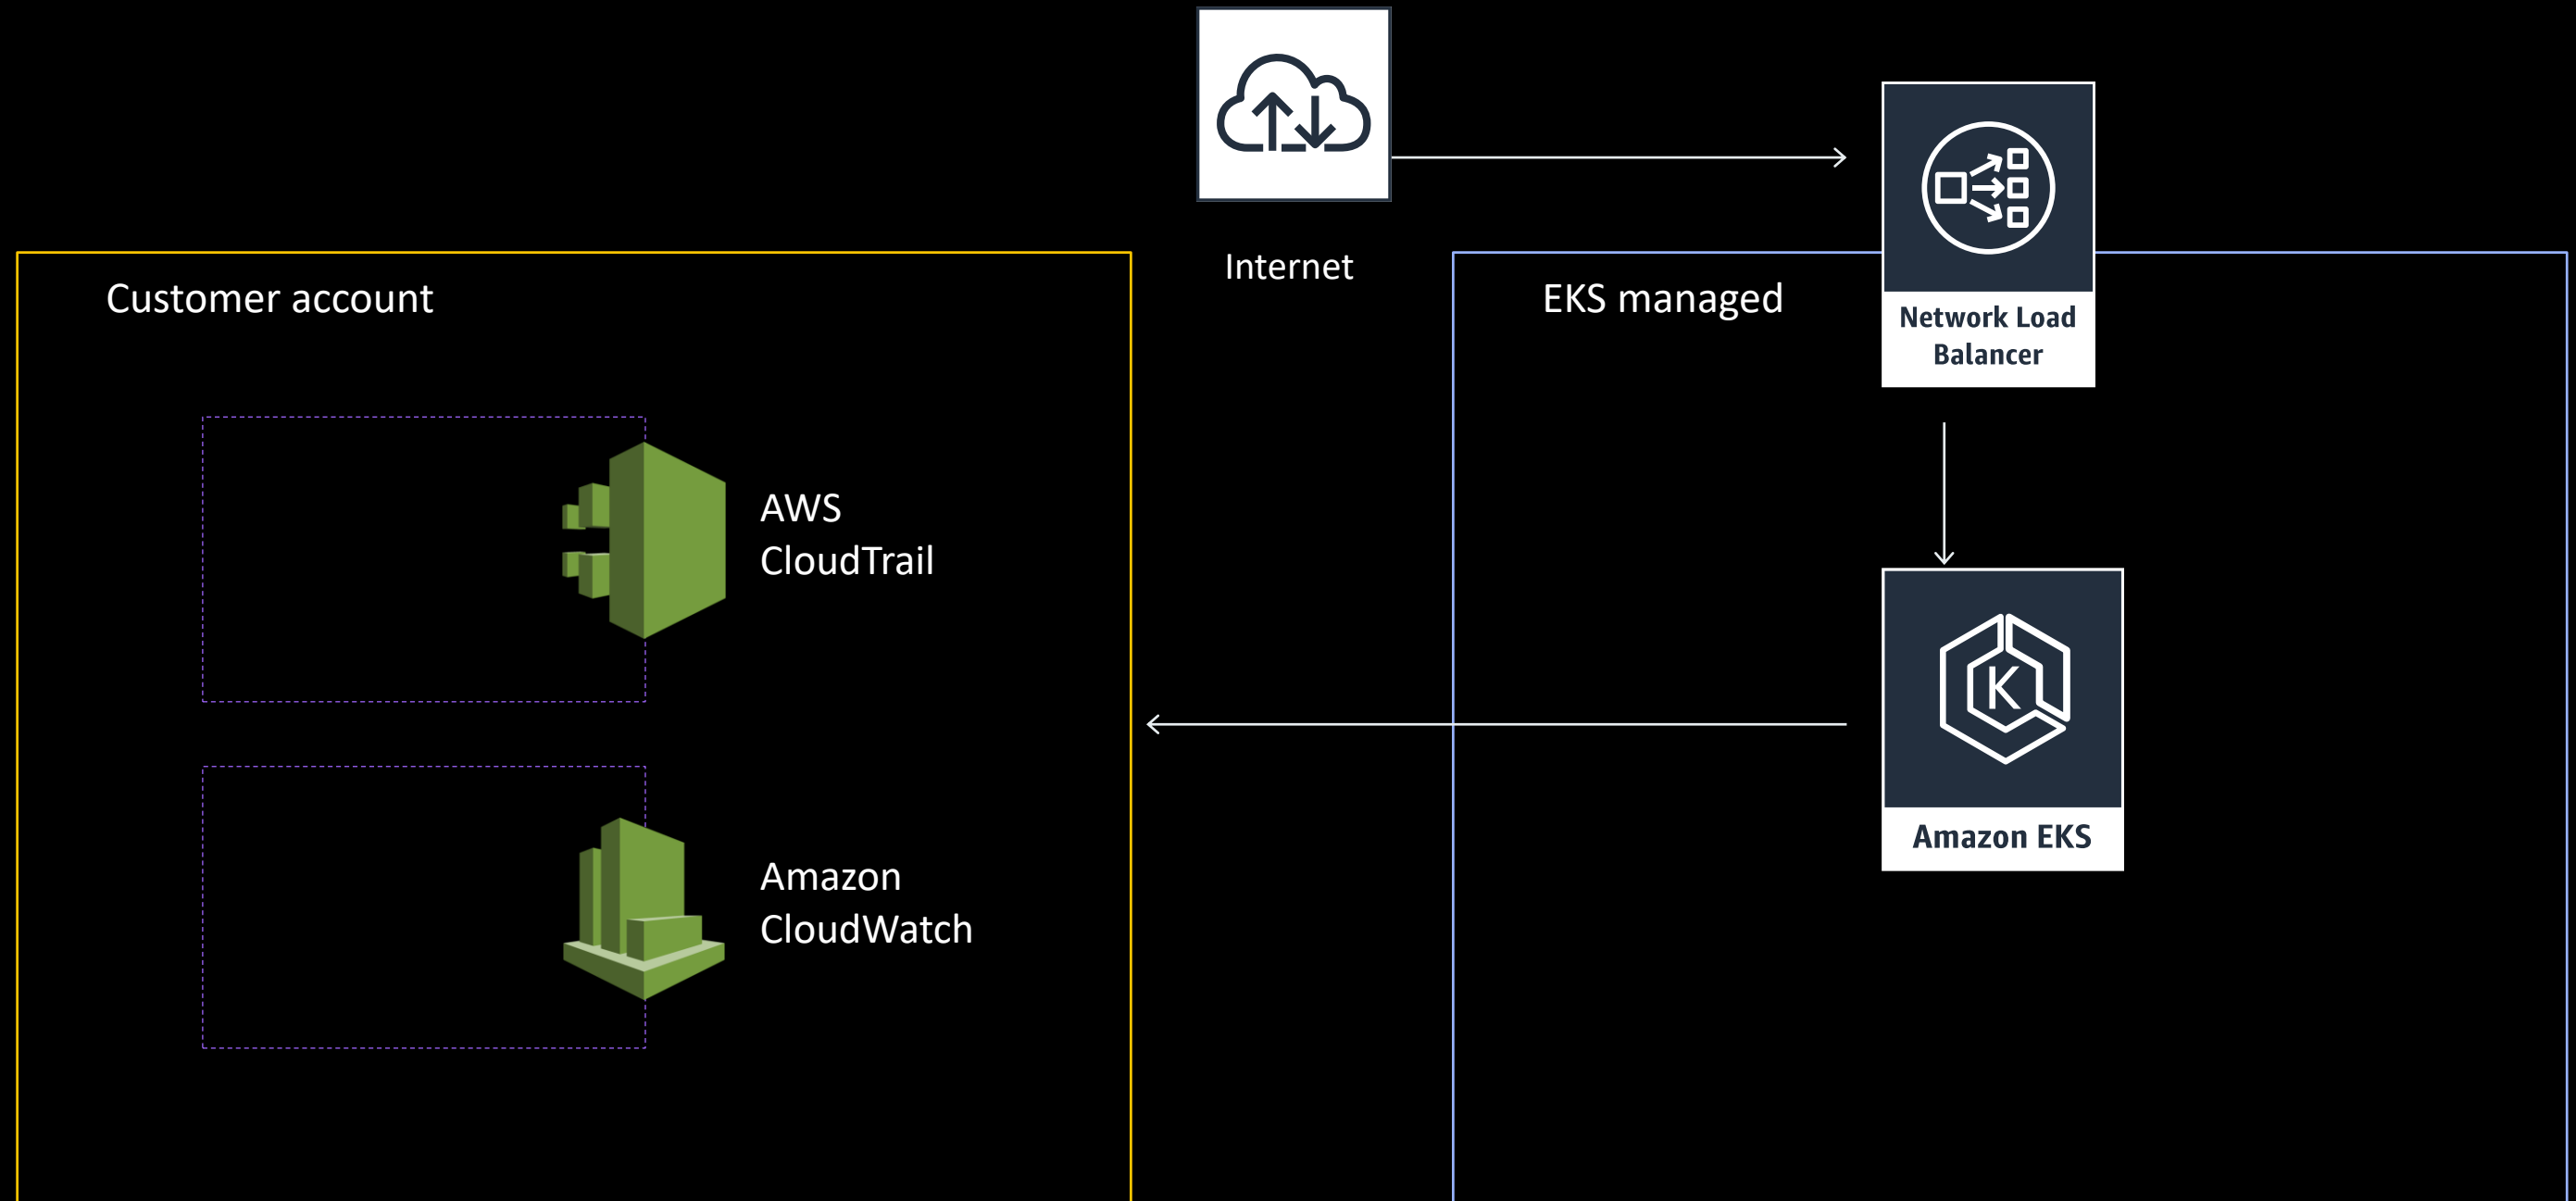 Internet
Customer account
EKS managed
Network Load
Balancer
AWS
CloudTrail
K
Amazon EKS
Amazon
CloudWatch